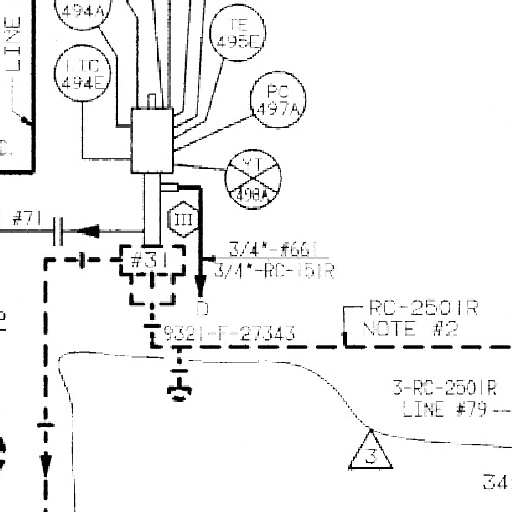 494A
LINE
TE
495E
LTC
494E
PC
497A
YT
498A
#71
III
3/4"-#661
#31
3/4"-RC-151R
D
RC-2501R
9321-F-27343
NOTE #2
3-RC-2501R
LINE #79
3